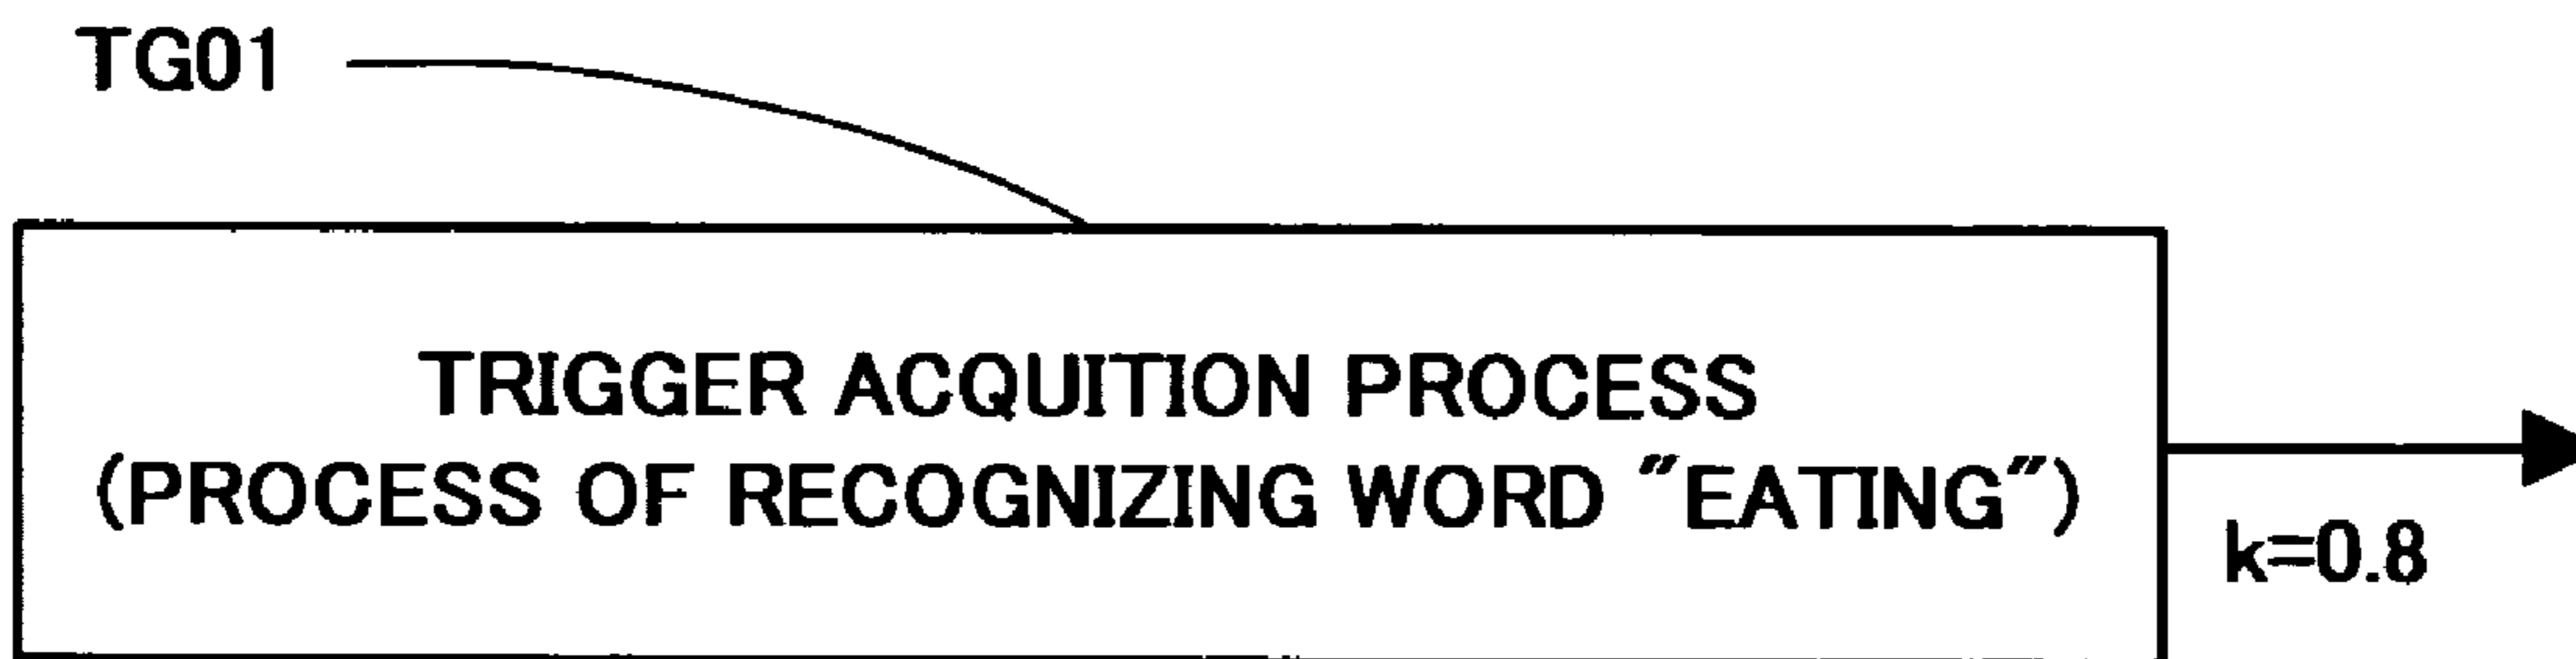 TG01
TRIGGER ACQUITION PROCESS
(PROCESS OF RECOGNIZING WORD "EATING")
k=0.8